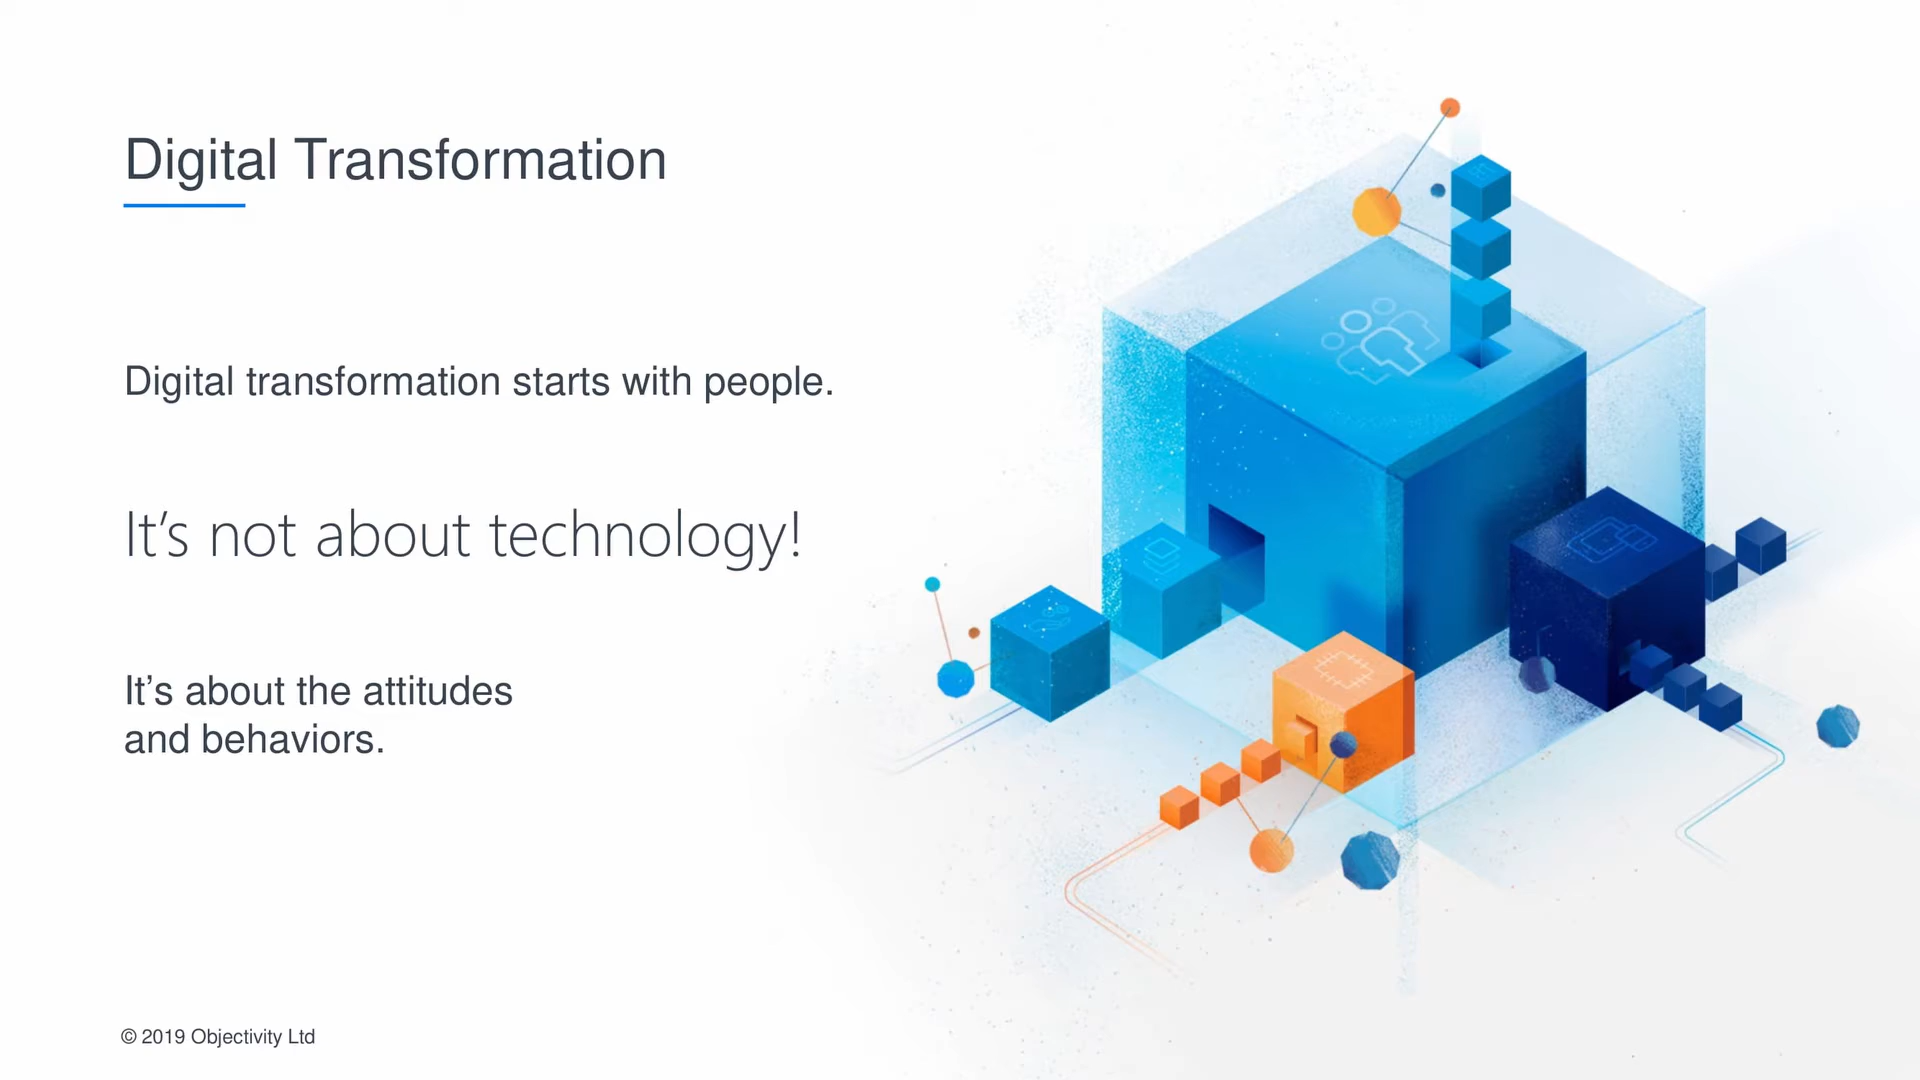 Digital Transformation
Digital transformation starts with people.
It’s not about technology!
It’s about the attitudes
and behaviors.
© 2019 Objectivity Ltd